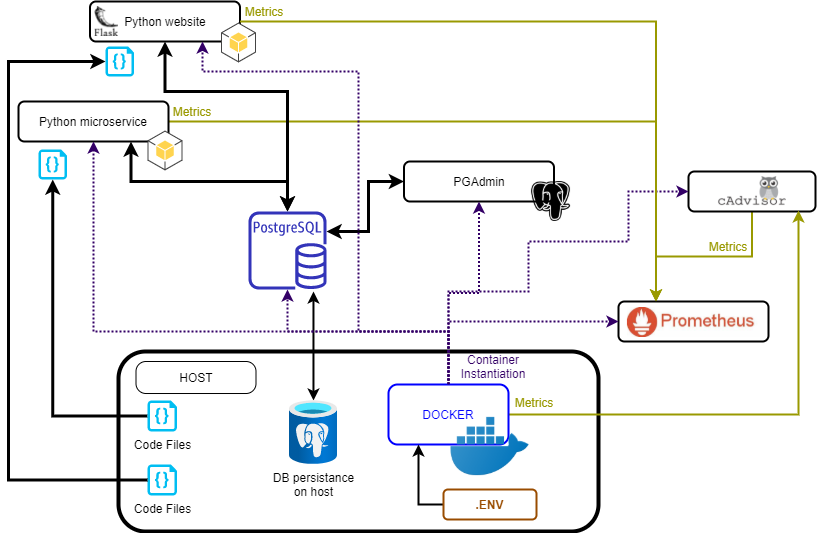 Metrics
Flask
Python website
{}
Metrics
Python microservice
{}
PGAdmin
cAdvisor
PostgreSQL
Metrics
Prometheus
Container
Instantiation
HOST
{}
Code Files
DOCKER
Metrics
DB persistance
on host
{}
Code Files
.ENV